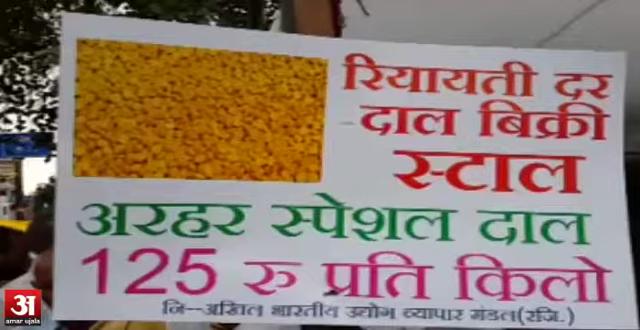 रियायती दर
दाल बिक्री
स्टाल
अरहर स्पेशल दाल
125 रु प्रति किलो
नि--अखिल भारतीय उद्योग व्यापार मंडल(रजि.)
अ
amar ujala